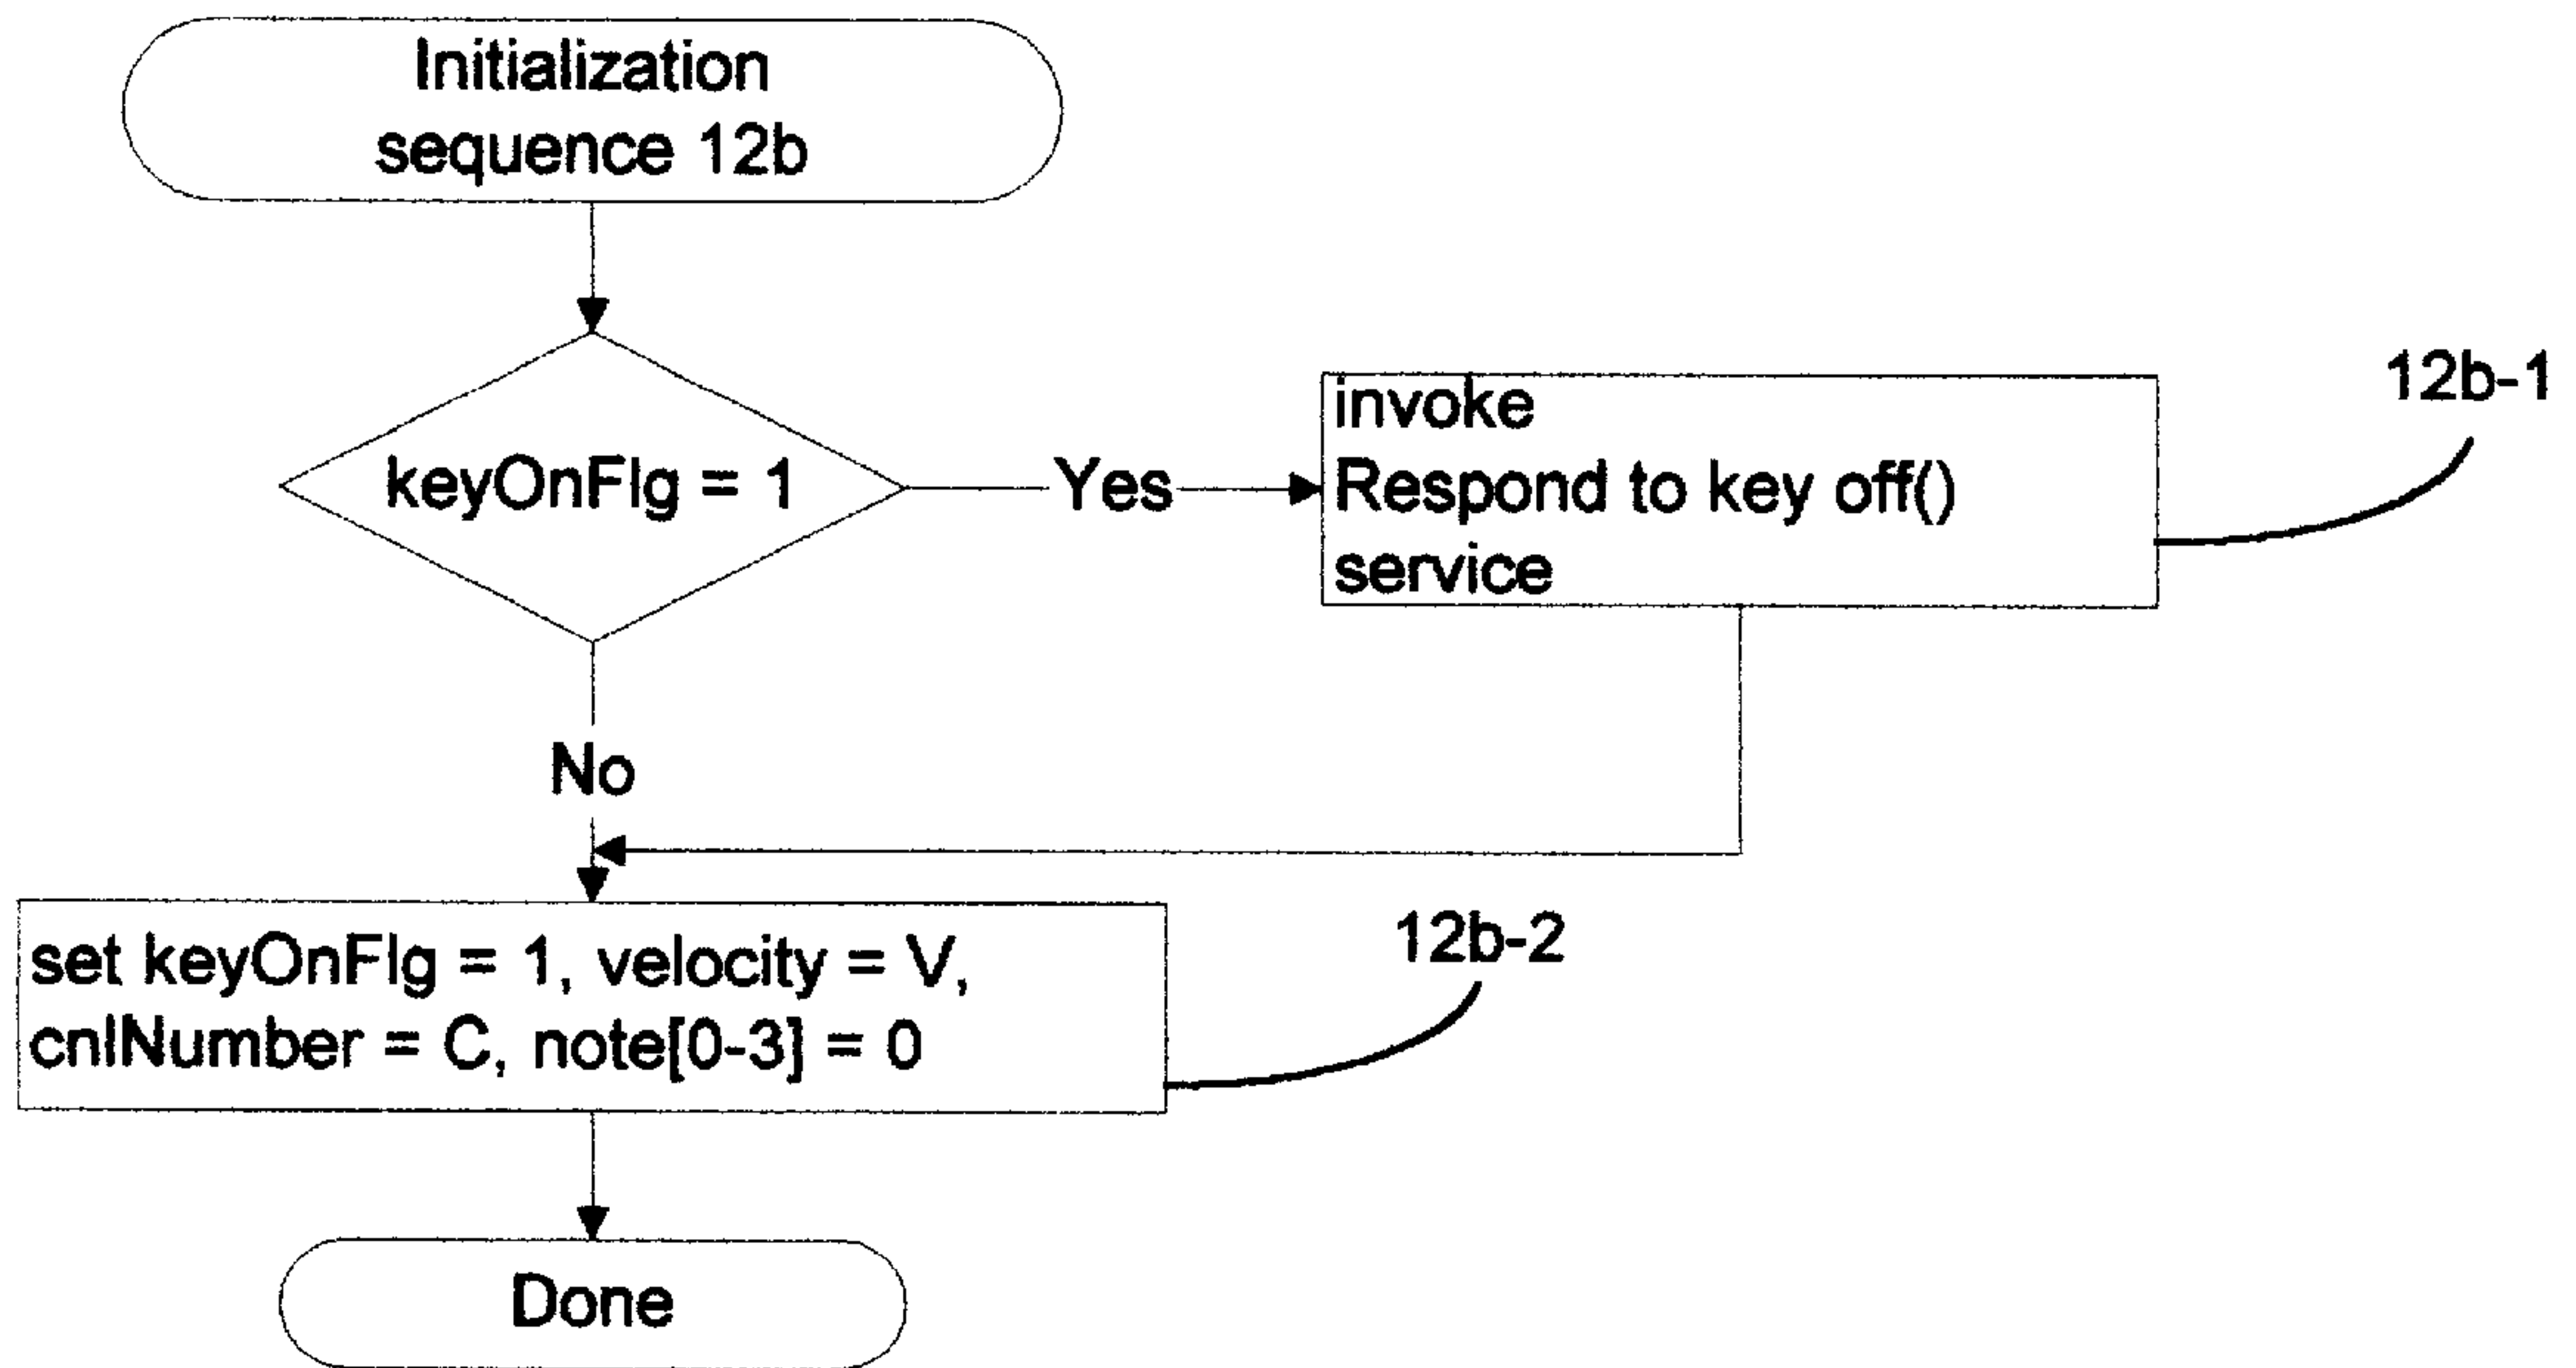 Initialization
sequence 12b
keyOnFlg = 1
Yes
invoke
Respond to key off()
service
12b-1
No
set keyOnFlg = 1, velocity = V,
cnlNumber = C, note[0-3] = 0
12b-2
Done